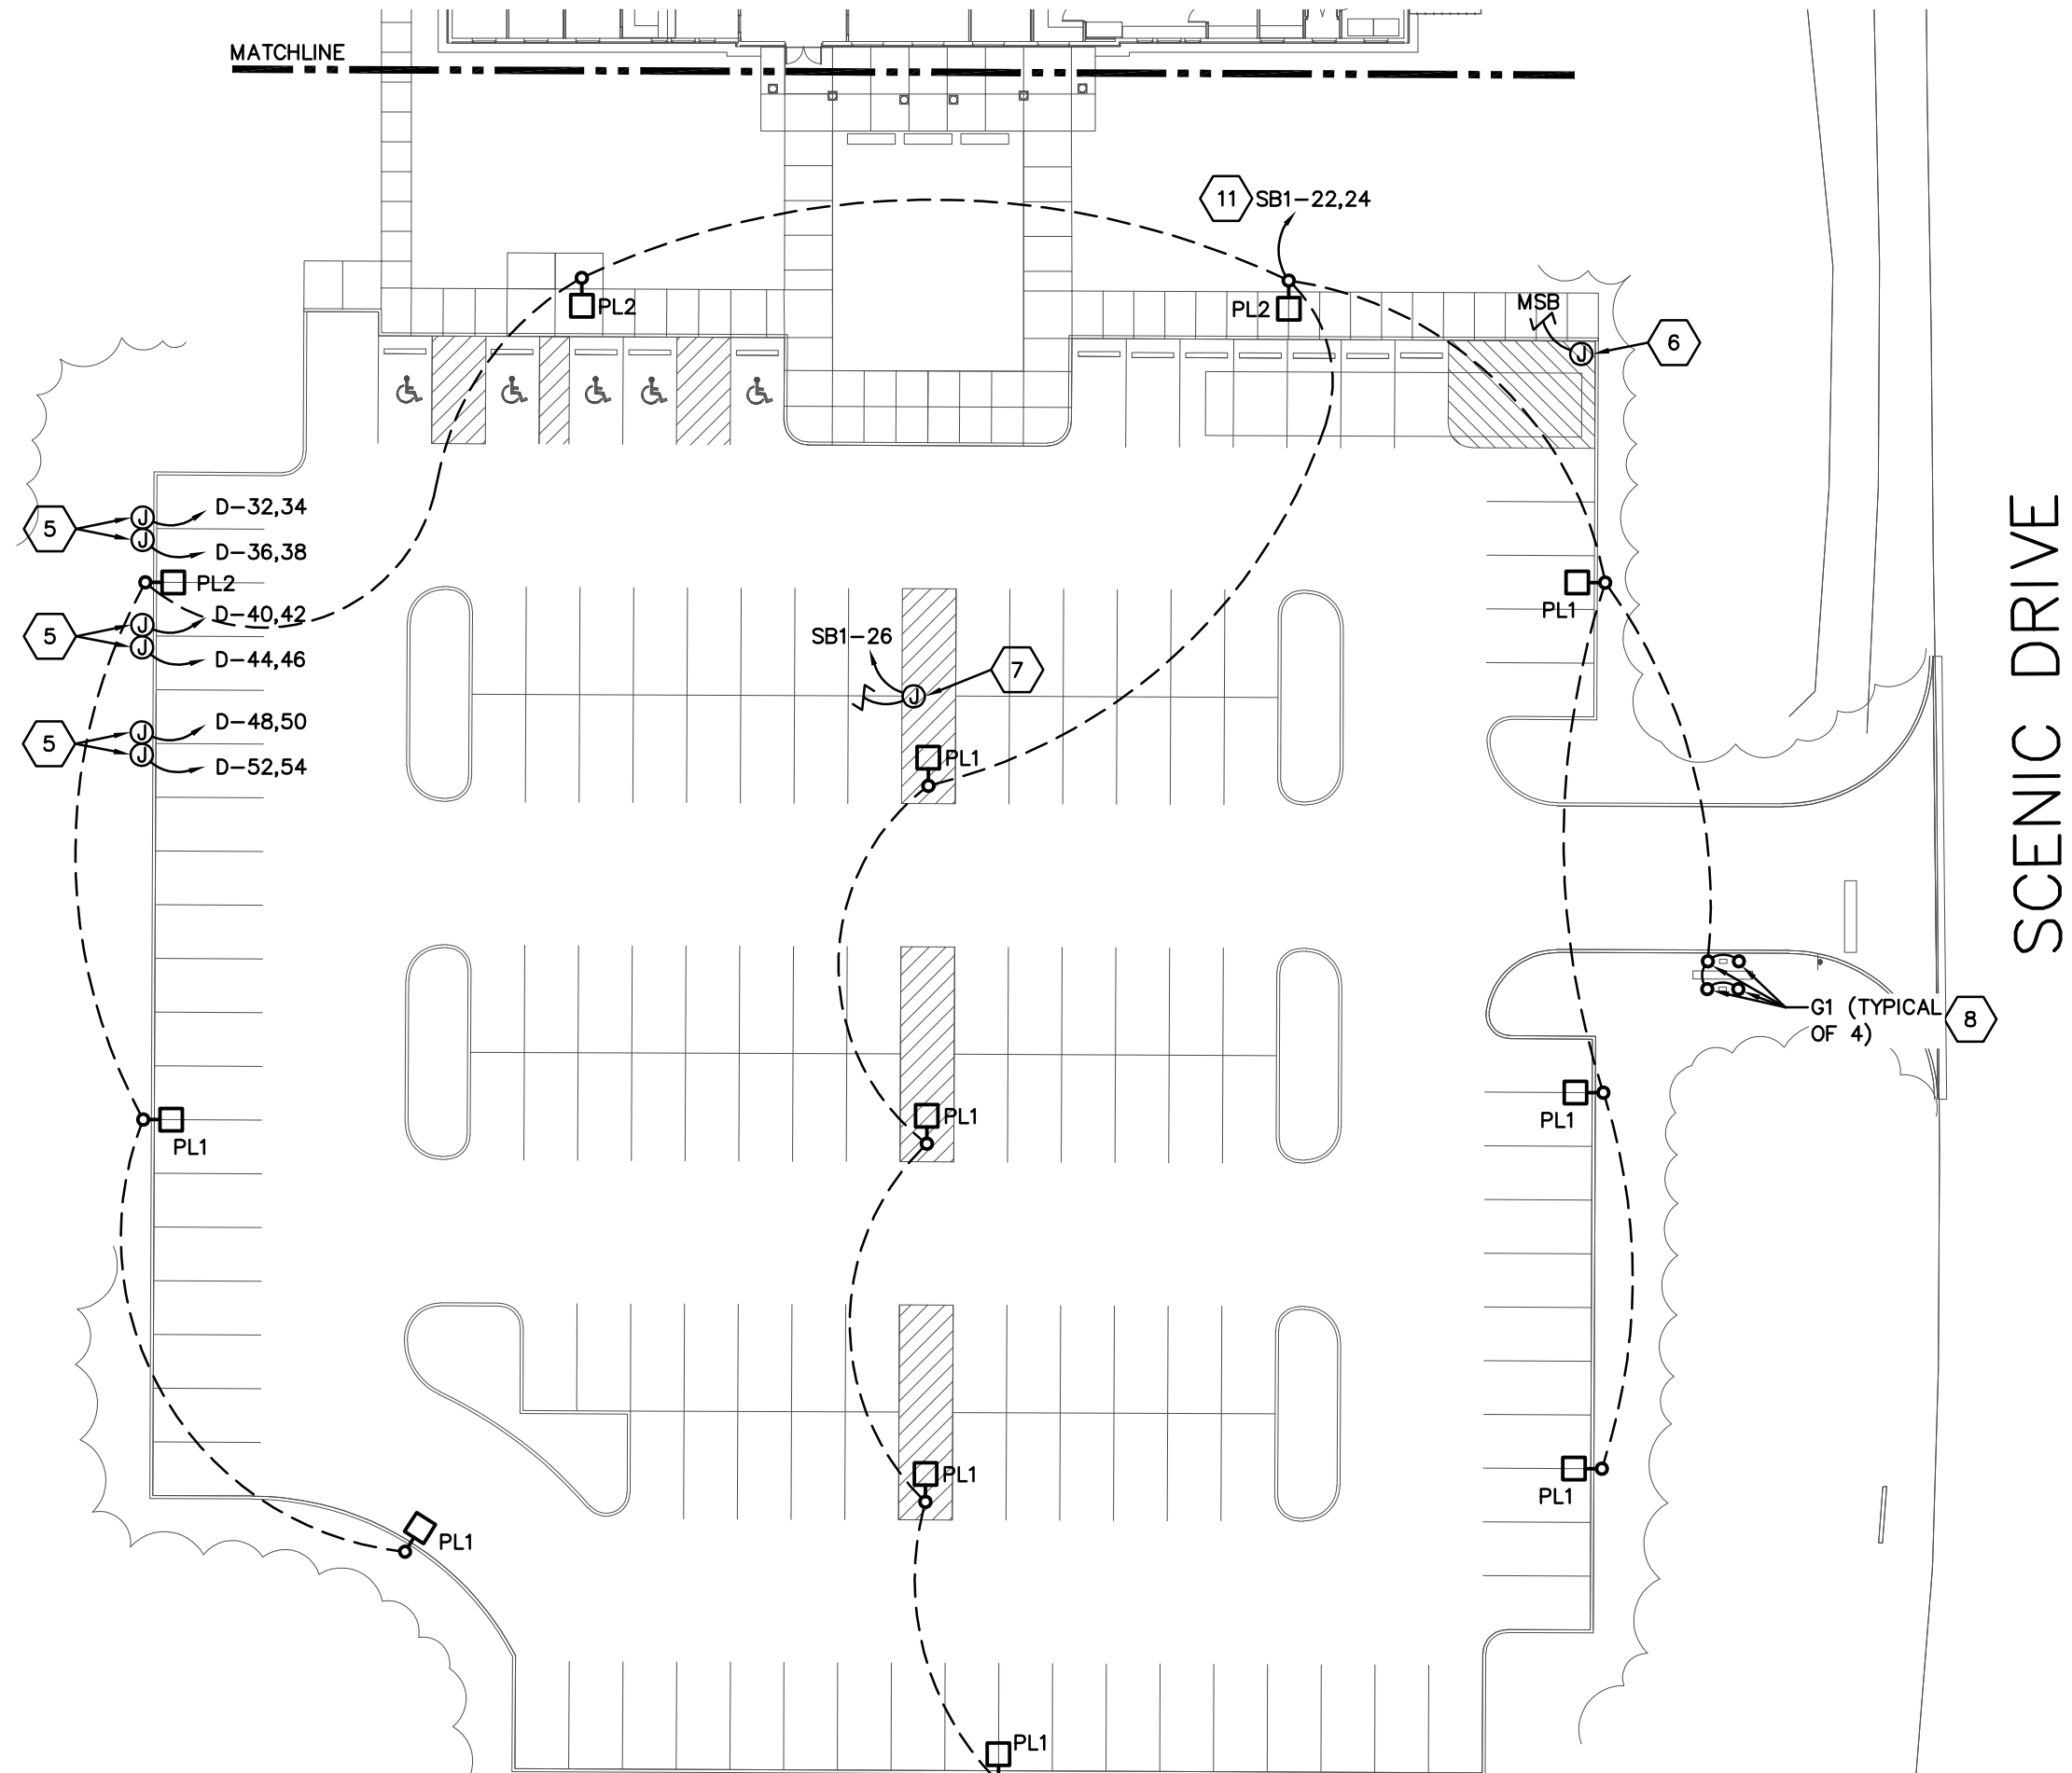 MATCHLINE
11 SB1-22,24
PL2
PL2
MSB
6
5
D-32,34
D-36,38
PL2
5
D-40,42
D-44,46
5
D-48,50
D-52,54
SB1-26
7
PL1
PL1
SCENIC DRIVE
G1 (TYPICAL
OF 4)
8
PL1
PL1
PL1
PL1
PL1
PL1
PL1
J
J
J
J
J
J
J
J